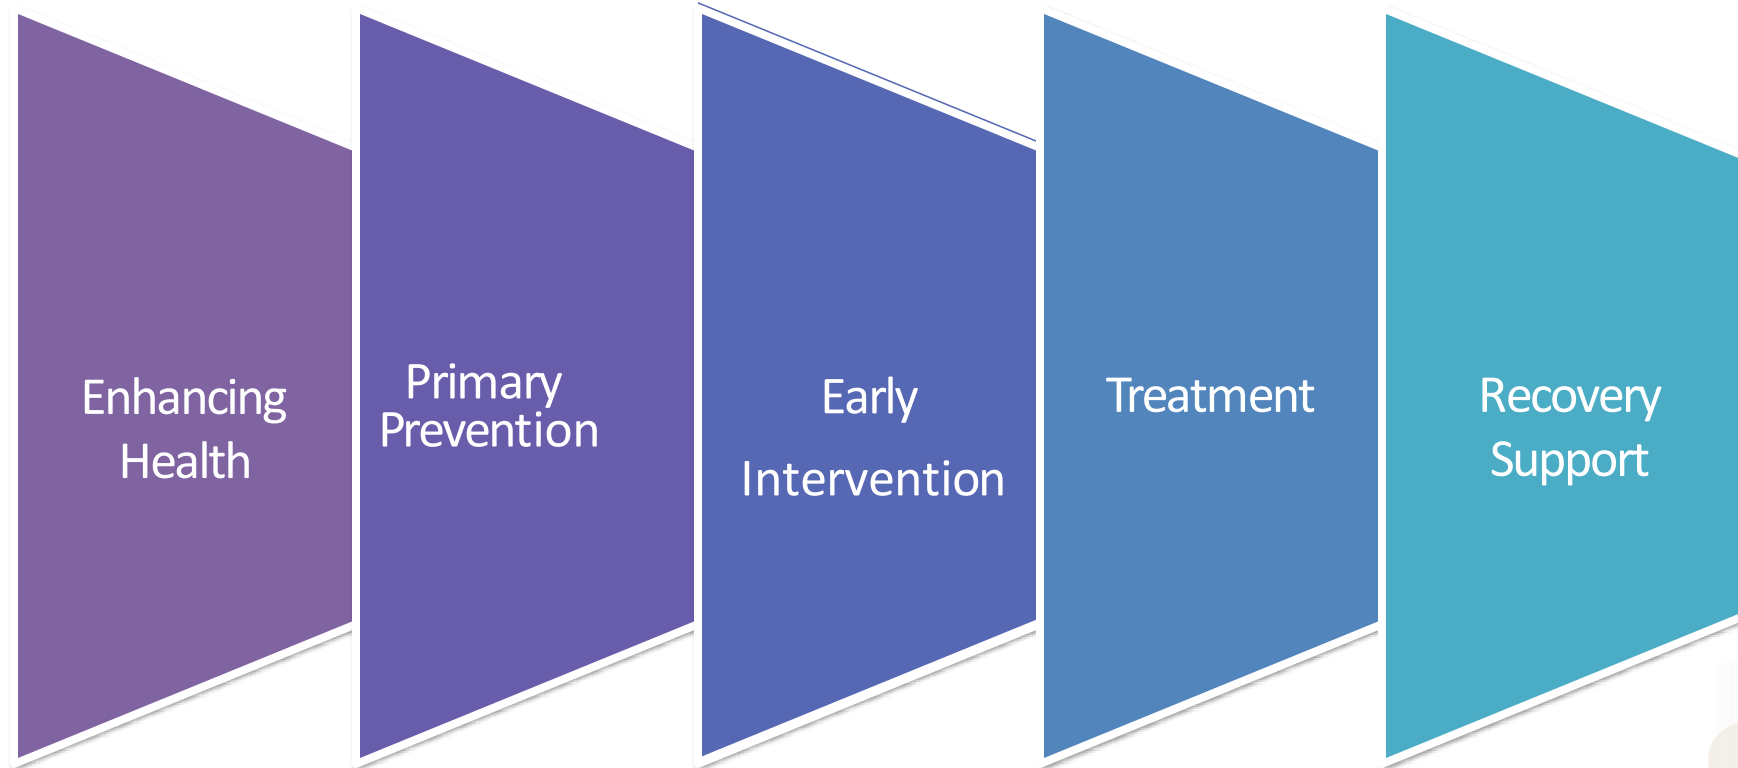 Enhancing
Health
Primary
Prevention
Early
Intervention
Treatment
Recovery
Support